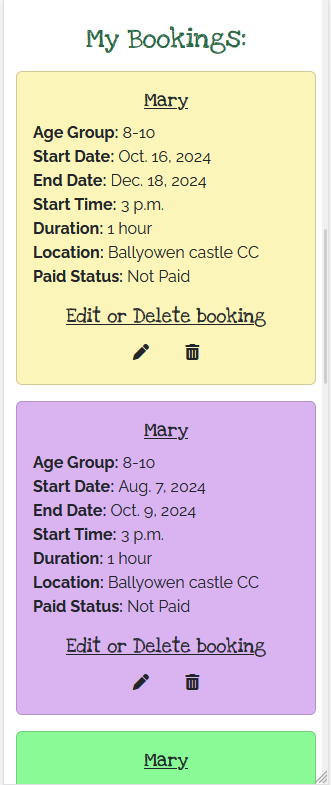 My Bookings:
Mary
Age Group: 8-10
Start Date: Oct. 16, 2024
End Date: Dec. 18, 2024
Start Time: 3 p.m.
Duration: 1 hour
Location: Ballyowen castle CC
Paid Status: Not Paid
Edit or Delete booking
Mary
Age Group: 8-10
Start Date: Aug. 7, 2024
End Date: Oct. 9, 2024
Start Time: 3 p.m.
Duration: 1 hour
Location: Ballyowen castle CC
Paid Status: Not Paid
Edit or Delete booking
Mary